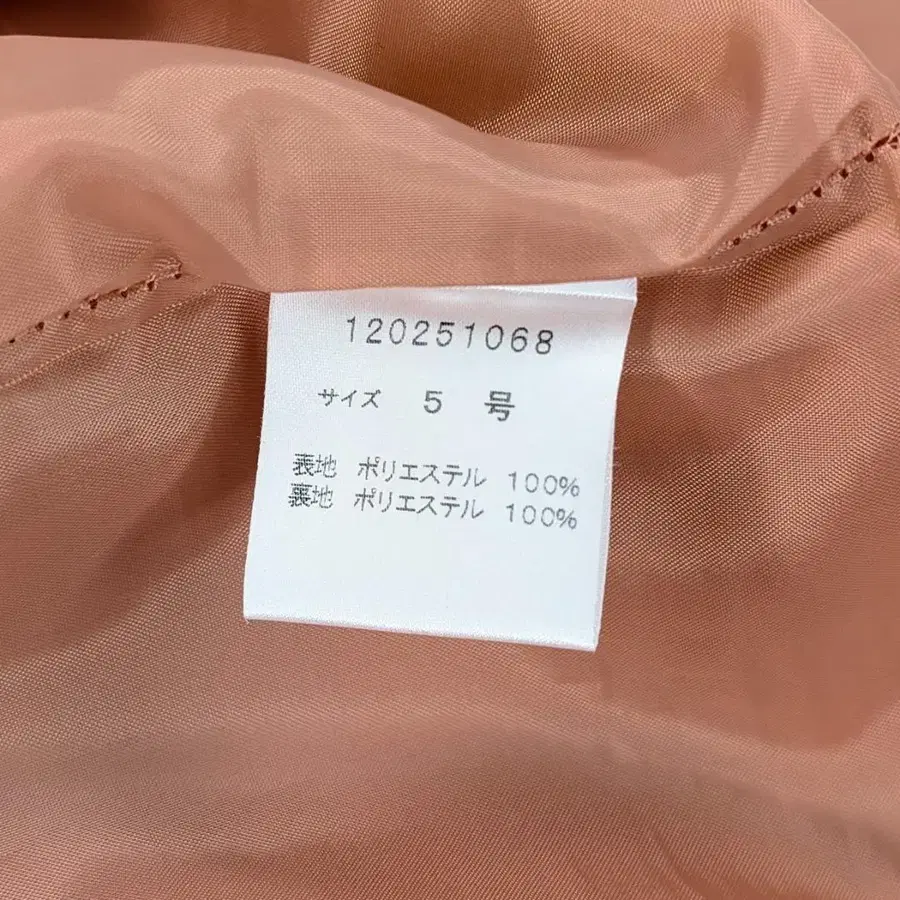 120251068
サイズ 5 号
表地 ポリエステル 100%
裏地 ポリエステル 100%